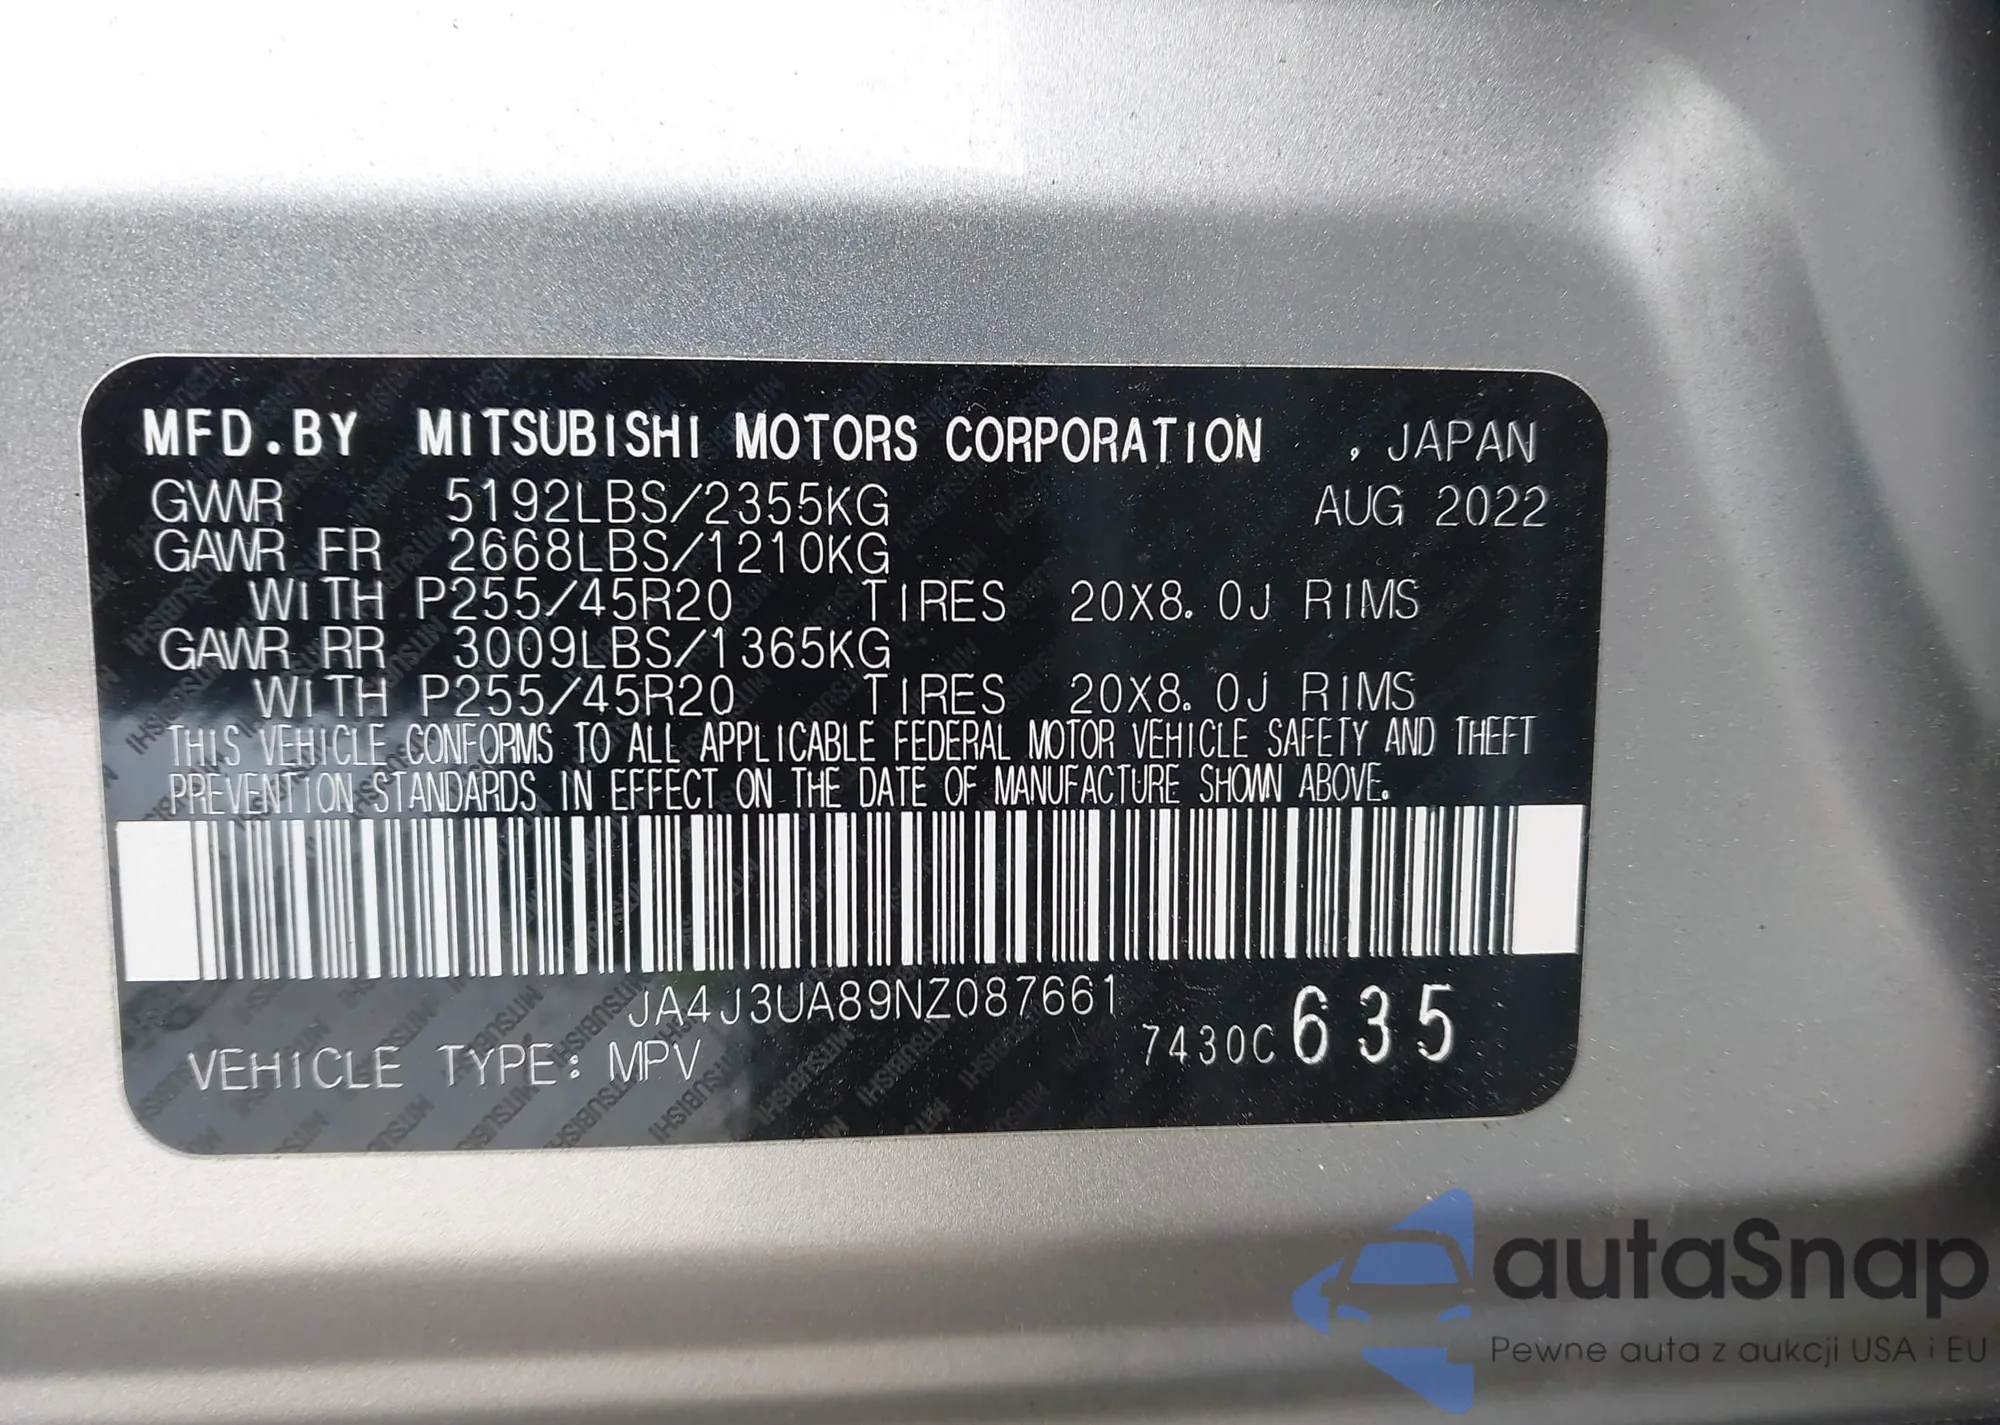 MFD.BY MITSUBISHI MOTORS CORPORATION , JAPAN
GVWR 5192LBS/2355KG AUG 2022
GAWR FR 2668LBS/1210KG
WITH P255/45R20 TIRES 20X8.0J RIMS
GAWR RR 3009LBS/1365KG
WITH P255/45R20 TIRES 20X8.0J RIMS
THIS VEHICLE CONFORMS TO ALL APPLICABLE FEDERAL MOTOR VEHICLE SAFETY AND THEFT
PREVENTION STANDARDS IN EFFECT ON THE DATE OF MANUFACTURE SHOWN ABOVE.
JA4J3UA89NZ087661
VEHICLE TYPE: MPV 7430C 635
autaSnap
Pewne auta z aukcji USA i EU